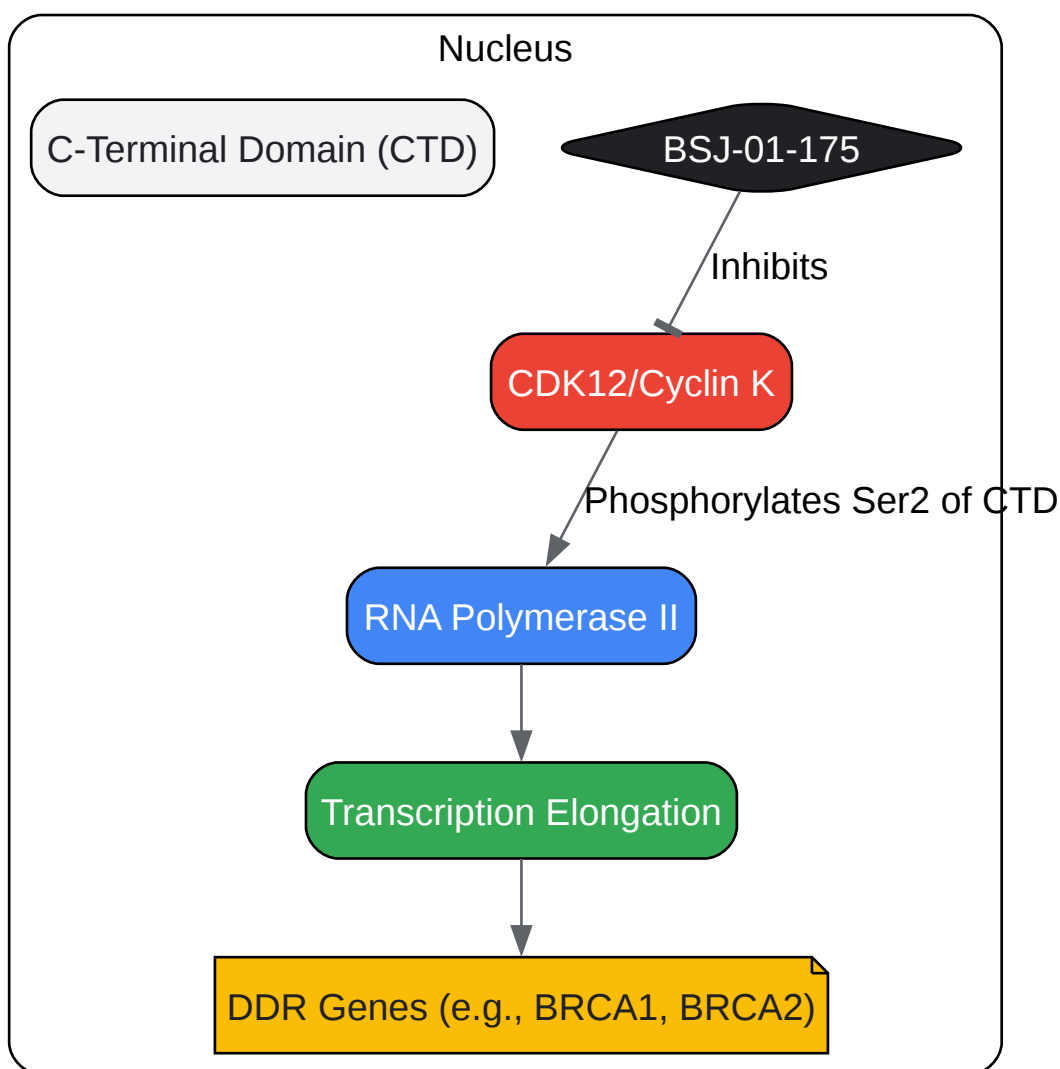 Nucleus
C-Terminal Domain (CTD)
BSJ-01-175
Inhibits
CDK12/Cyclin K
Phosphorylates Ser2 of CTD
RNA Polymerase II
Transcription Elongation
DDR Genes (e.g., BRCA1, BRCA2)